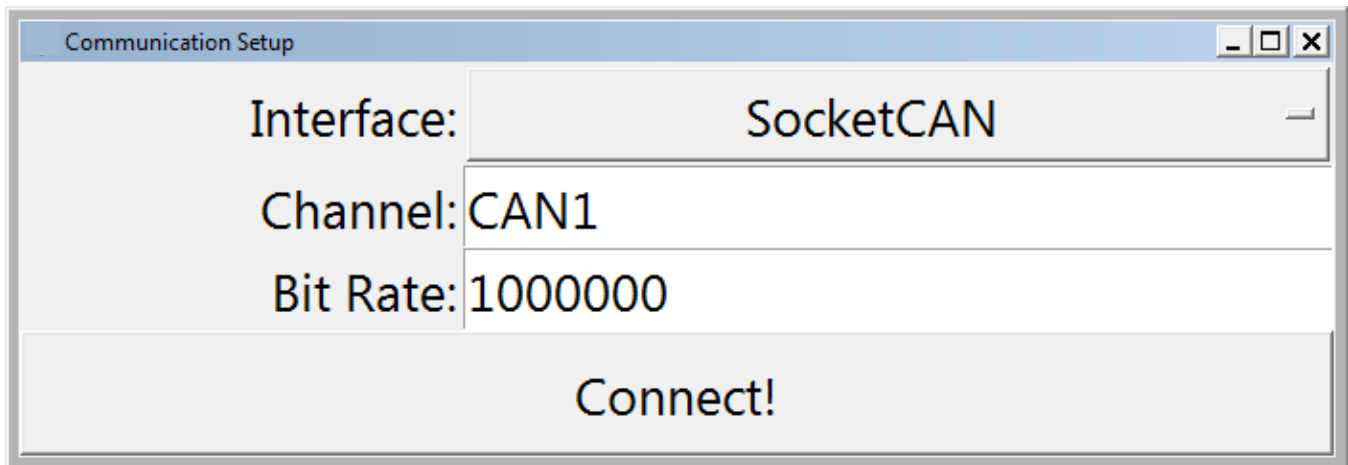 Communication Setup
Interface: SocketCAN
Channel: CAN1
Bit Rate: 1000000
Connect!